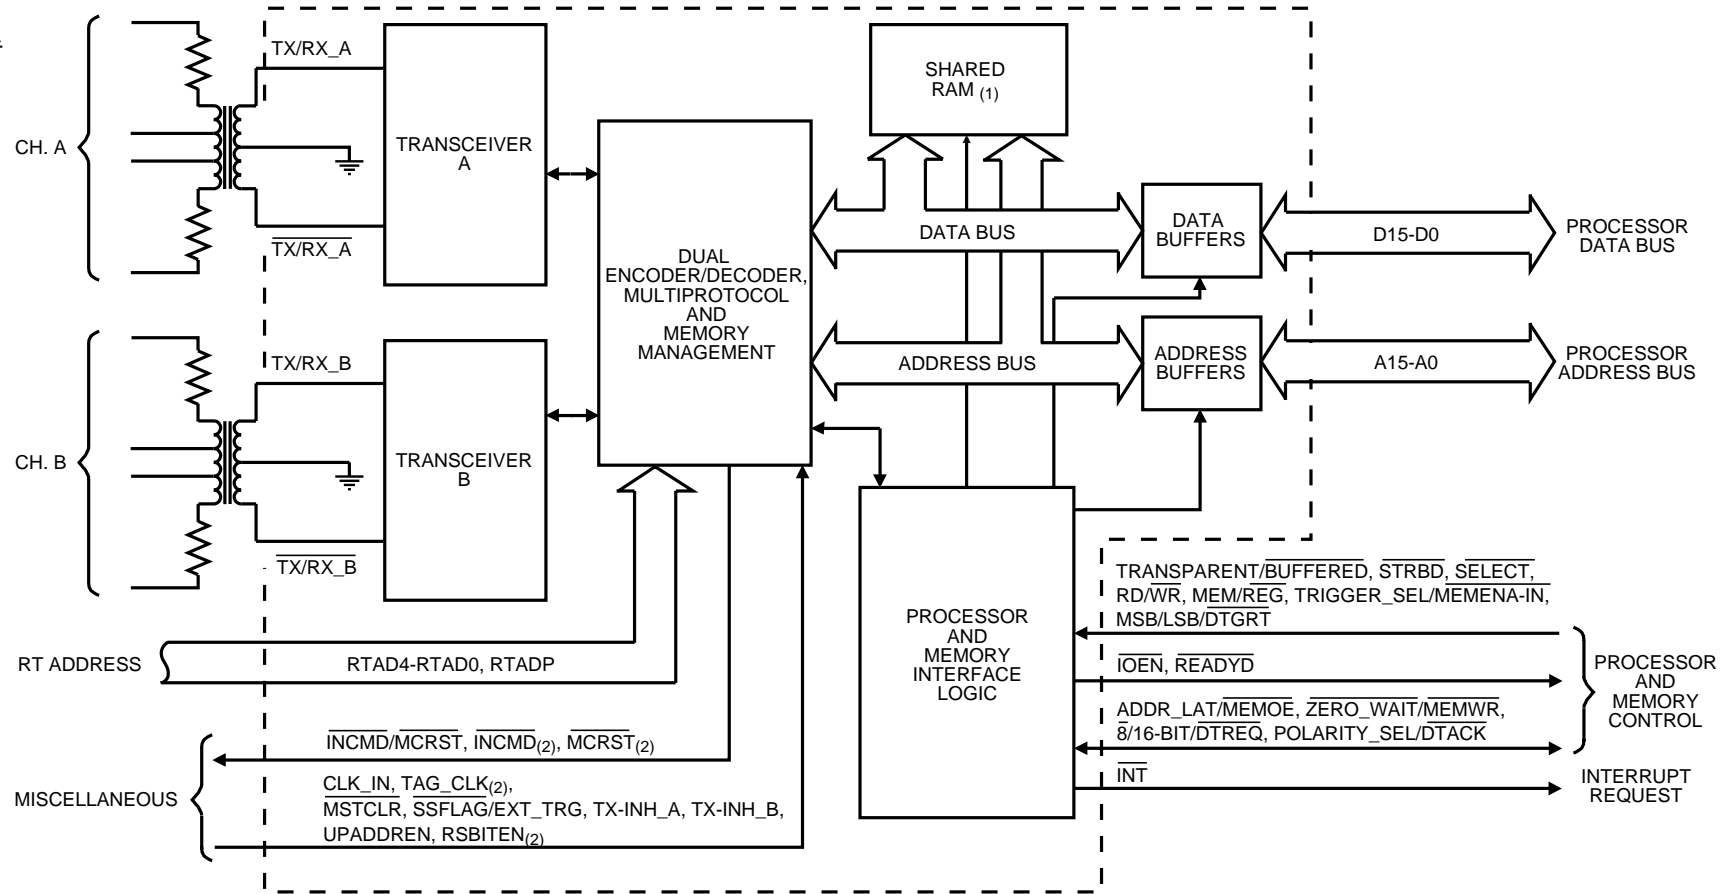 CH. A
TX/RX_A
TX/RX_A
TRANSCEIVER
A
CH. B
TX/RX_B
TX/RX_B
TRANSCEIVER
B
DUAL
ENCODER/DECODER,
MULTIPROTOCOL
AND
MEMORY
MANAGEMENT
SHARED
RAM (1)
DATA BUS
ADDRESS BUS
DATA
BUFFERS
ADDRESS
BUFFERS
D15-D0
PROCESSOR
DATA BUS
A15-A0
PROCESSOR
ADDRESS BUS
PROCESSOR
AND
MEMORY
INTERFACE
LOGIC
TRANSPARENT/BUFFERED, STRBD, SELECT,
RD/WR, MEM/REG, TRIGGER_SEL/MEMENA-IN,
MSB/LSB/DTGRT
IOEN, READYD
ADDR_LAT/MEMOE, ZERO_WAIT/MEMWR,
8/16-BIT/DTREQ, POLARITY_SEL/DTACK
INT
PROCESSOR
AND
MEMORY
CONTROL
INTERRUPT
REQUEST
RT ADDRESS
RTAD4-RTAD0, RTADP
MISCELLANEOUS
INCMD/MCRST, INCMD(2), MCRST(2)
CLK_IN, TAG_CLK(2),
MSTCLR, SSFLAG/EXT_TRG, TX-INH_A, TX-INH_B,
UPADDREN, RSBITEN(2)